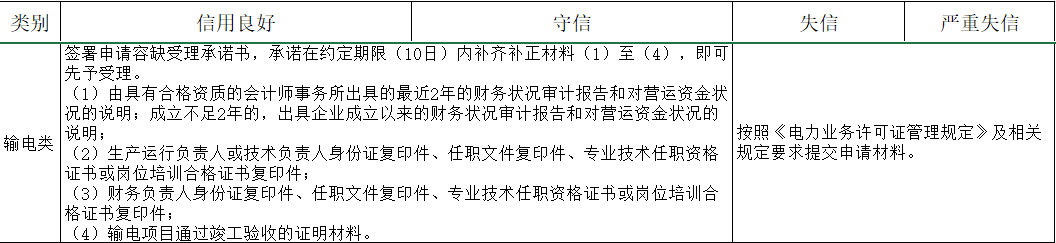 类别 信用良好 守信 失信 严重失信
输电类
签署申请容缺受理承诺书，承诺在约定期限（10日）内补齐补正材料（1）至（4），即可
先予受理。
（1）由具有合格资质的会计师事务所出具的最近2年的财务状况审计报告和对营运资金状
况的说明；成立不足2年的，出具企业成立以来的财务状况审计报告和对营运资金状况的
说明；
（2）生产运行负责人或技术负责人身份证复印件、任职文件复印件、专业技术任职资格
证书或岗位培训合格证书复印件；
（3）财务负责人身份证复印件、任职文件复印件、专业技术任职资格证书或岗位培训合
格证书复印件；
（4）输电项目通过竣工验收的证明材料。
按照《电力业务许可证管理规定》及相关
规定要求提交申请材料。